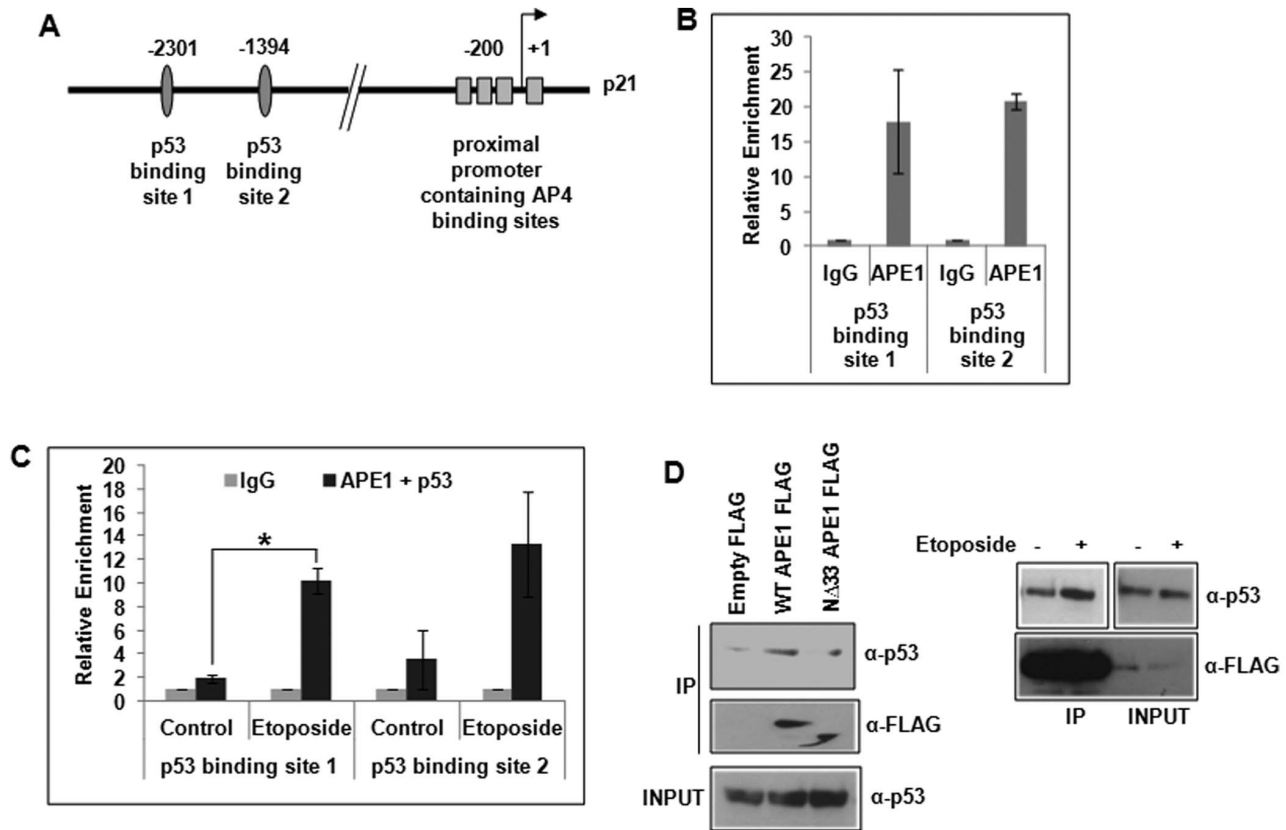 A
-2301
-1394
-200
+1
p21
p53
binding
site 1
p53
binding
site 2
proximal
promoter
containing AP4
binding sites
B
Relative Enrichment
30
25
20
15
10
5
0
IgG
APE1
IgG
APE1
p53
binding
site 1
p53
binding
site 2
C
Relative Enrichment
20
18
16
14
12
10
8
6
4
2
0
IgG
APE1 + p53
*
Control
Etoposide
Control
Etoposide
p53 binding site 1
p53 binding site 2
D
Empty FLAG
WT APE1 FLAG
NΔ33 APE1 FLAG
IP
α-p53
α-FLAG
INPUT
α-p53
Etoposide - + - +
α-p53
α-FLAG
IP INPUT